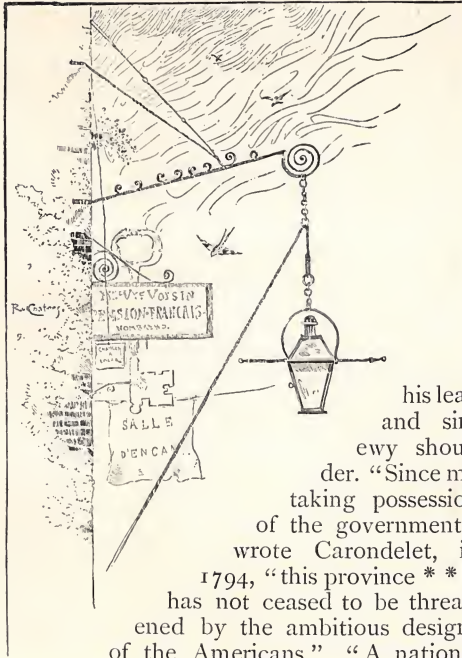 VVE VOISIN
SSION-FRANCAIS-
SALLE
D'ENCAN
his lea
and sin
ewy shou
der. “Since m
taking possessio
of the government
wrote Carondelet, i
1794, “this province * *
has not ceased to be threa
ened by the ambitious design
of the Americans.” “A nation